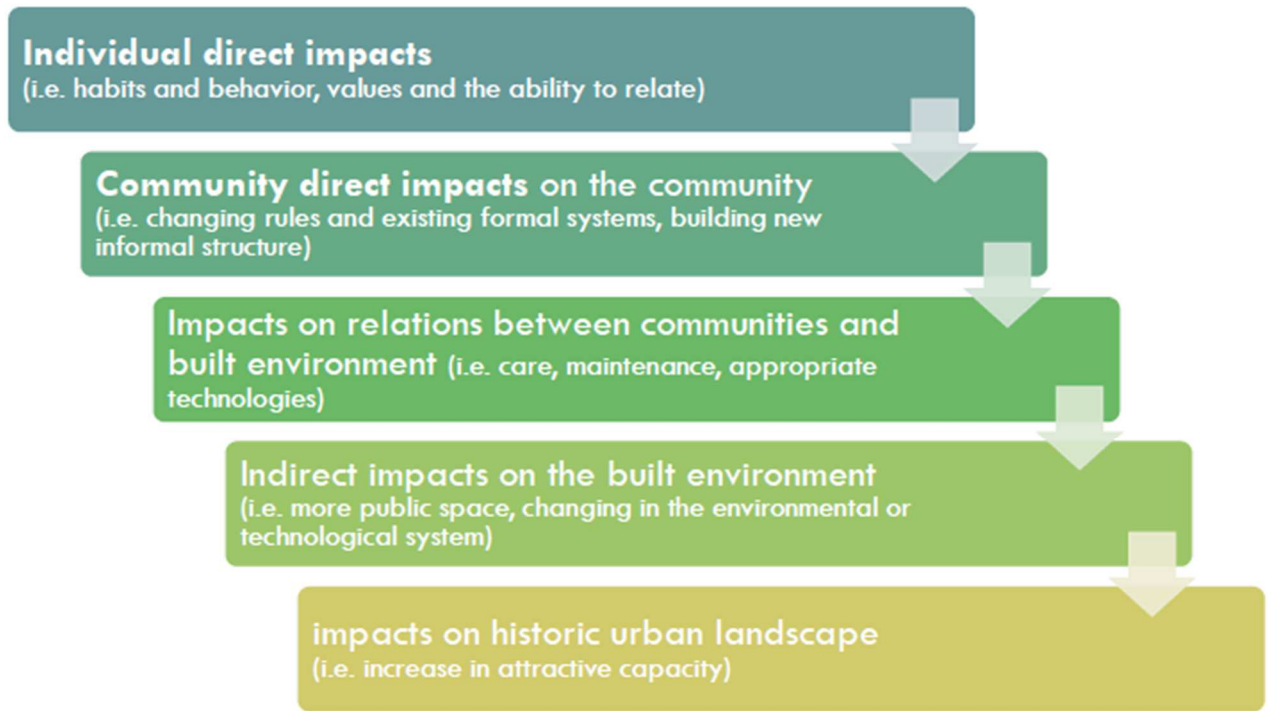 Individual direct impacts
(i.e. habits and behavior, values and the ability to relate)
Community direct impacts on the community
(i.e. changing rules and existing formal systems, building new
informal structure)
Impacts on relations between communities and
built environment (i.e. care, maintenance, appropriate
technologies)
Indirect impacts on the built environment
(i.e. more public space, changing in the environmental or
technological system)
impacts on historic urban landscape
(i.e. increase in attractive capacity)